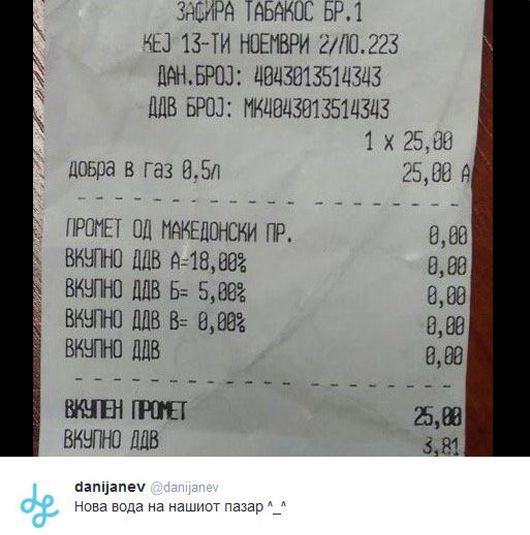 ЗАФИРА ТАБАКОС БР.1
КЕЈ 13-ТИ НОЕМВРИ 2/ЛО.223
ДАН.БРОЈ: 4043013514343
ДДВ БРОЈ: МК4043013514343
1 x 25,00
добра в газ 0,5л 25,00 А
ПРОМЕТ ОД МАКЕДОНСКИ ПР. 0,00
ВКУПНО ДДВ А=18,00% 0,00
ВКУПНО ДДВ Б= 5,00% 0,00
ВКУПНО ДДВ В= 0,00% 0,00
ВКУПНО ДДВ 0,00
ВКУПЕН ПРОМЕТ 25,00
ВКУПНО ДДВ 3,81
danijanev @danijanev
Нова вода на нашиот пазар ^_^